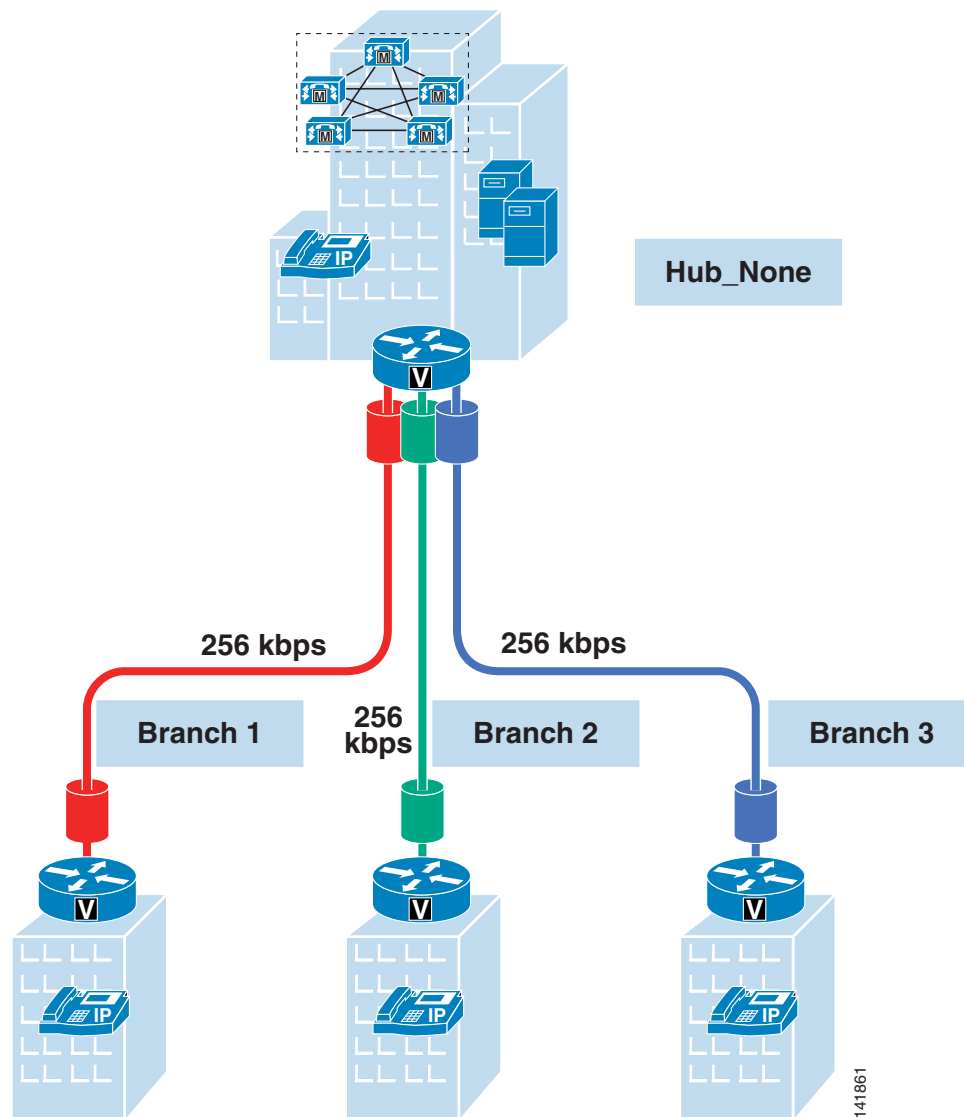 M
M
M
M
M
IP
Hub_None
V
256 kbps
256 kbps
Branch 1
256
kbps
Branch 2
Branch 3
V
V
V
IP
IP
IP
141861